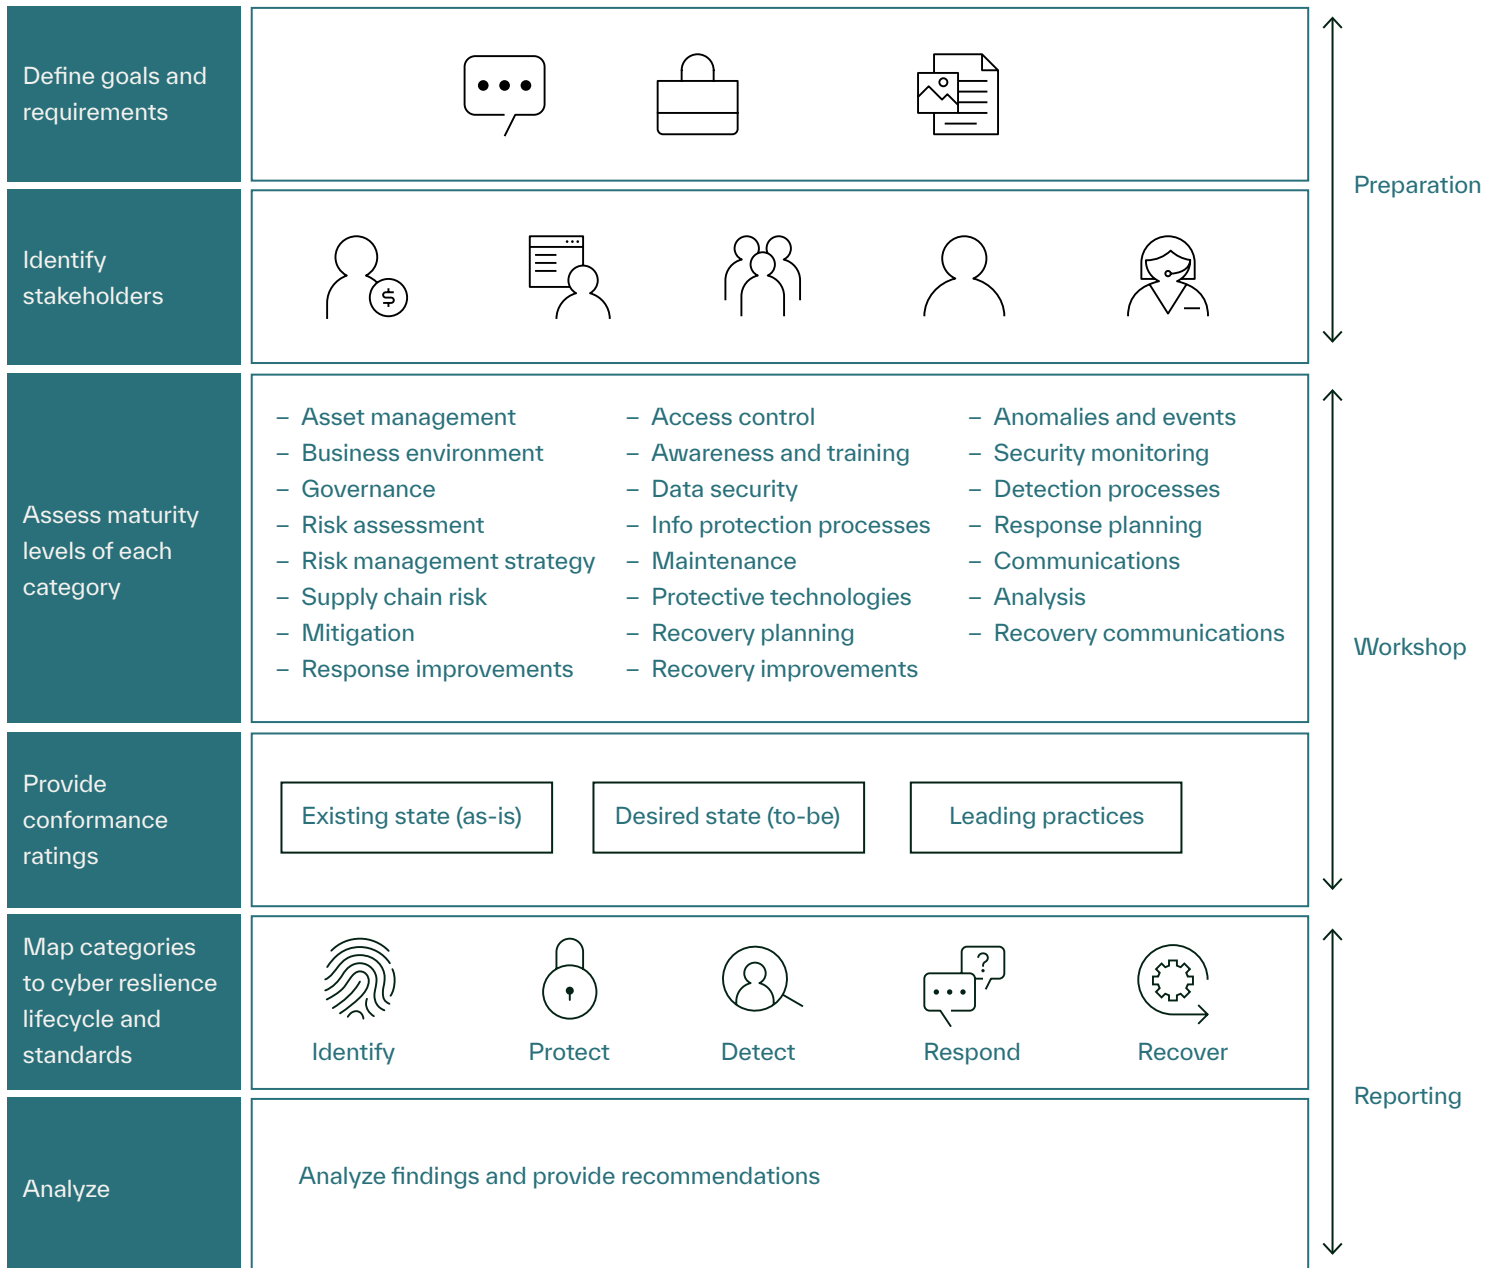 Define goals and
requirements
Preparation
Identify
stakeholders
$
Assess maturity
levels of each
category
– Asset management
– Business environment
– Governance
– Risk assessment
– Risk management strategy
– Supply chain risk
– Mitigation
– Response improvements
– Access control
– Awareness and training
– Data security
– Info protection processes
– Maintenance
– Protective technologies
– Recovery planning
– Recovery improvements
– Anomalies and events
– Security monitoring
– Detection processes
– Response planning
– Communications
– Analysis
– Recovery communications
Workshop
Provide
conformance
ratings
Existing state (as-is)
Desired state (to-be)
Leading practices
Map categories
to cyber reslience
lifecycle and
standards
?
Identify
Protect
Detect
Respond
Recover
Reporting
Analyze
Analyze findings and provide recommendations